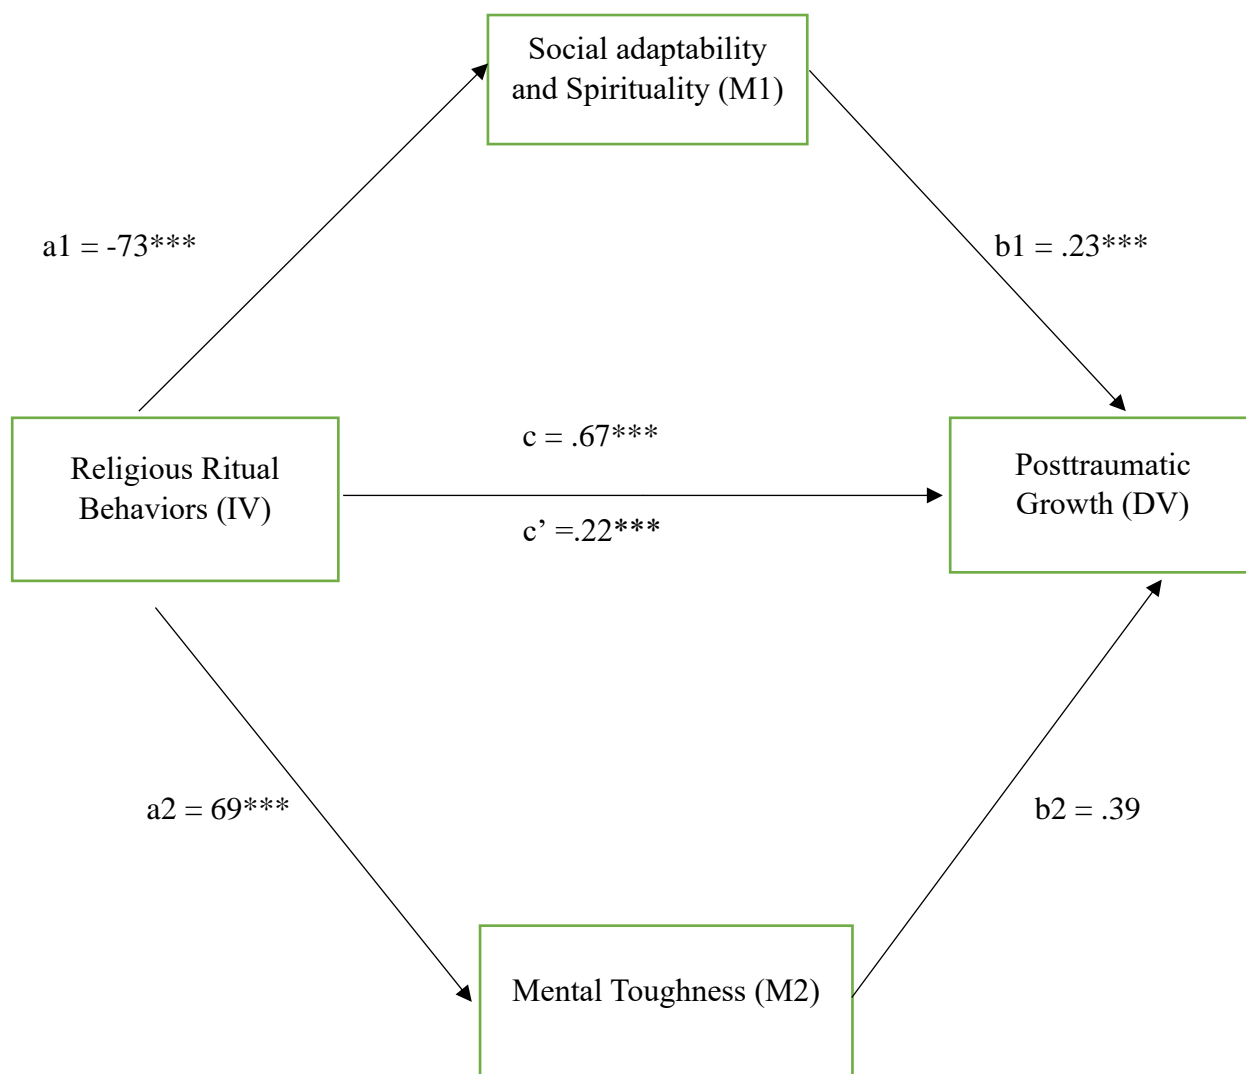 Social adaptability
and Spirituality (M1)
a1 = -73***
b1 = .23***
c = .67***
Religious Ritual
Behaviors (IV)
Posttraumatic
Growth (DV)
c’ =.22***
a2 = 69***
b2 = .39
Mental Toughness (M2)